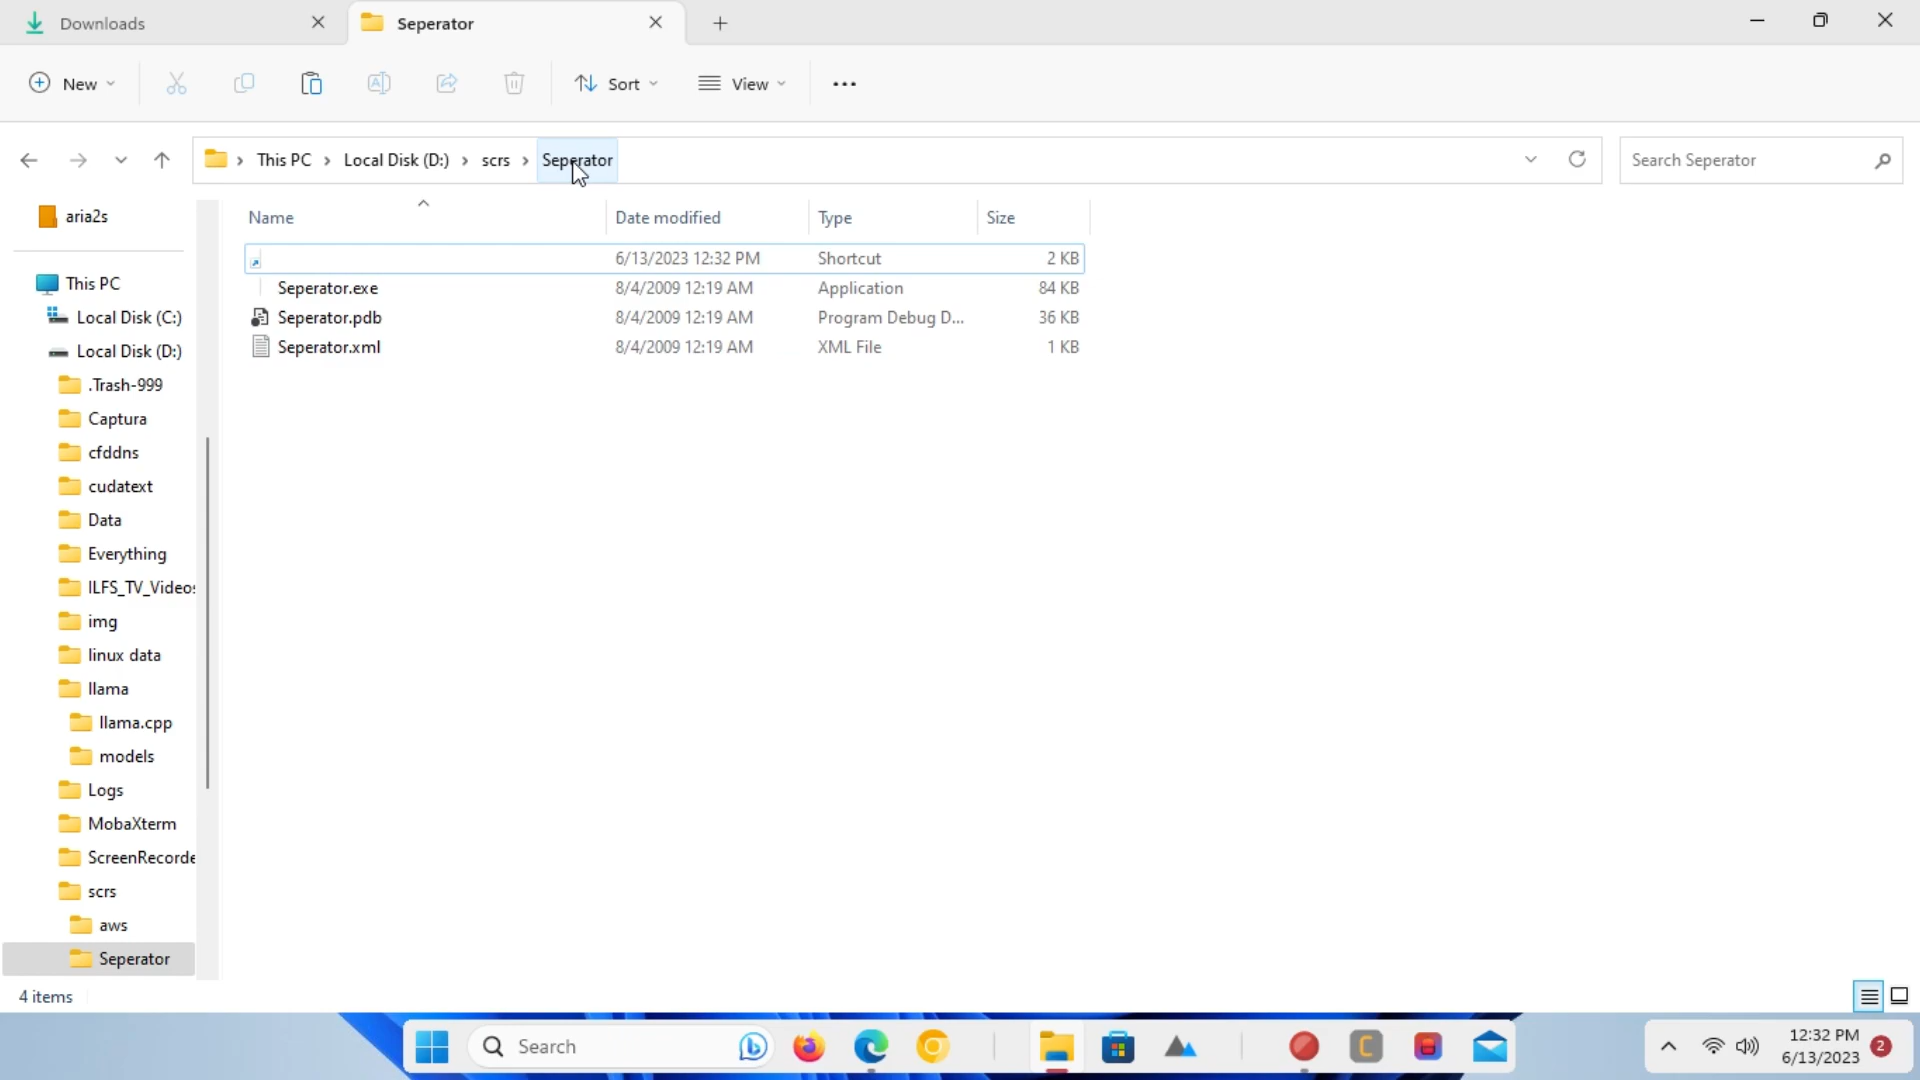 Downloads
Seperator
New
Sort
View
This PC
Local Disk (D:)
scrs
Seperator
Search Seperator
Name
Date modified
Type
Size
6/13/2023 12:32 PM Shortcut 2 KB
Seperator.exe 8/4/2009 12:19 AM Application 84 KB
Seperator.pdb 8/4/2009 12:19 AM Program Debug D... 36 KB
Seperator.xml 8/4/2009 12:19 AM XML File 1 KB
aria2s
This PC
Local Disk (C:)
Local Disk (D:)
.Trash-999
Captura
cfddns
cudatext
Data
Everything
ILFS_TV_Videos
img
linux data
llama
llama.cpp
models
Logs
MobaXterm
ScreenRecorde
scrs
aws
Seperator
4 items
Search
C
12:32 PM
6/13/2023
2